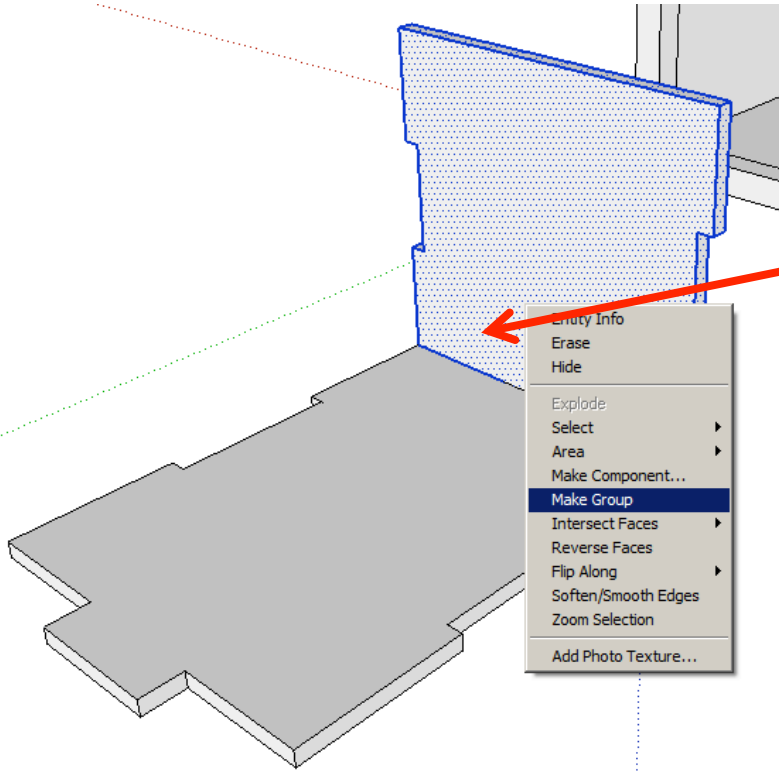 Entity Info
Erase
Hide
Explode
Select
Area
Make Component...
Make Group
Intersect Faces
Reverse Faces
Flip Along
Soften/Smooth Edges
Zoom Selection
Add Photo Texture...